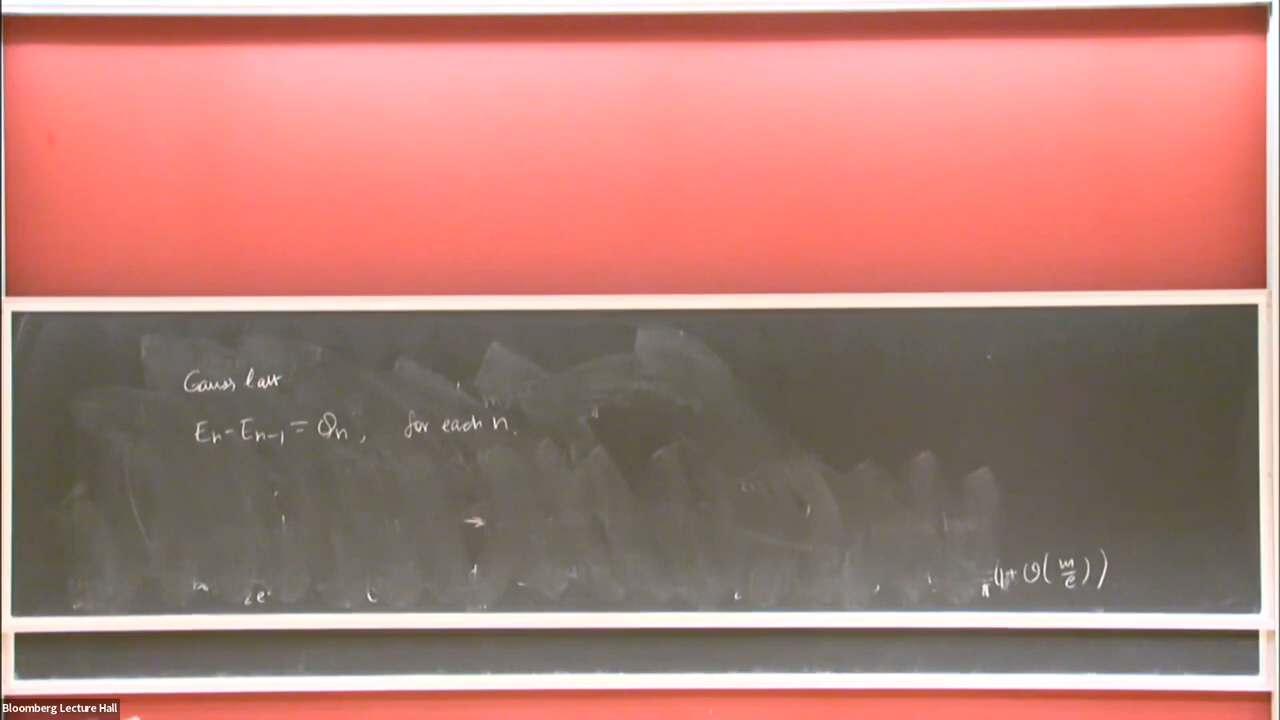 Gauss law
Eₙ - Eₙ₋₁ = Qₙ, for each n.
(1 + O(m/e))
Bloomberg Lecture Hall